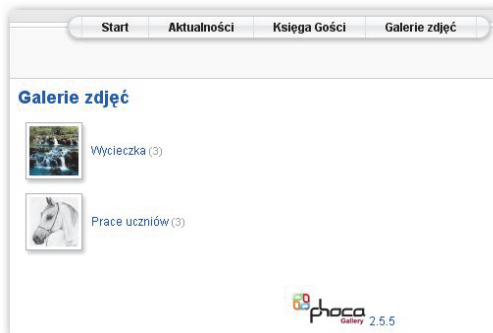 Start Aktualności Księga Gości Galerie zdjęć
Galerie zdjęć
Wycieczka (3)
Prace uczniów (3)
phoca
Gallery 2.5.5